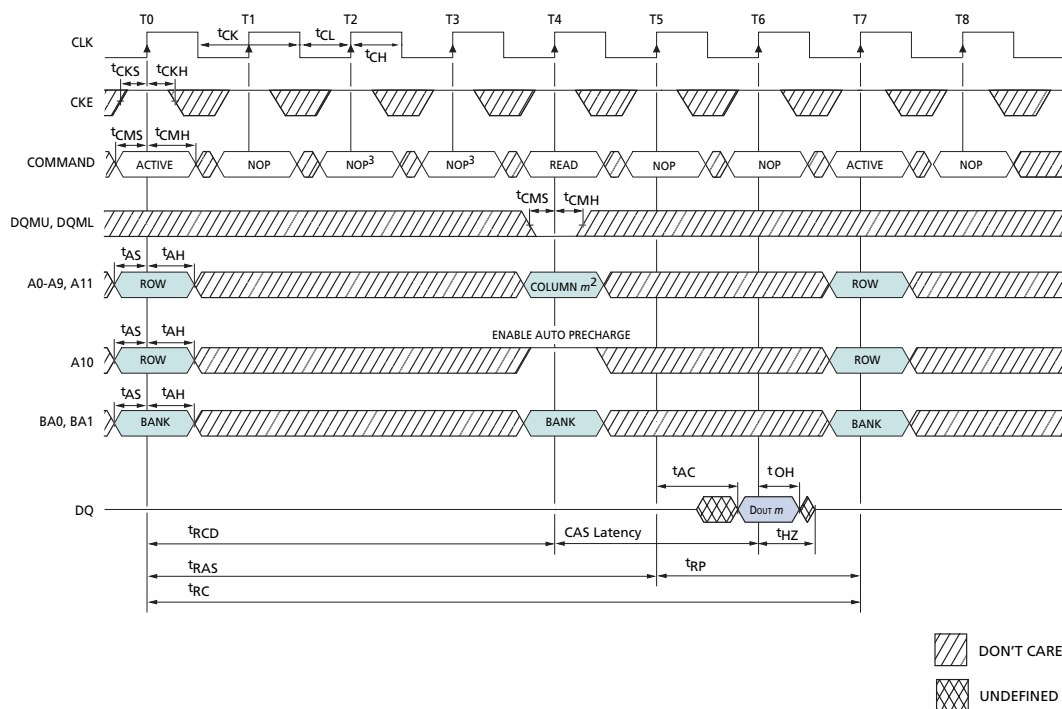 T0 T1 T2 T3 T4 T5 T6 T7 T8
CLK
tCK tCL
tCH
tCKS tCKH
CKE
tCMS tCMH
COMMAND ACTIVE NOP NOP3 NOP3 READ NOP NOP ACTIVE NOP
tCMS tCMH
DQMU, DQML
tAS tAH
A0-A9, A11 ROW COLUMN m2 ROW
ENABLE AUTO PRECHARGE
tAS tAH
A10 ROW ROW
tAS tAH
BA0, BA1 BANK BANK BANK
tAC tOH
DQ DOUT m
tRCD CAS Latency tHZ
tRAS tRP
tRC
DON'T CARE
UNDEFINED